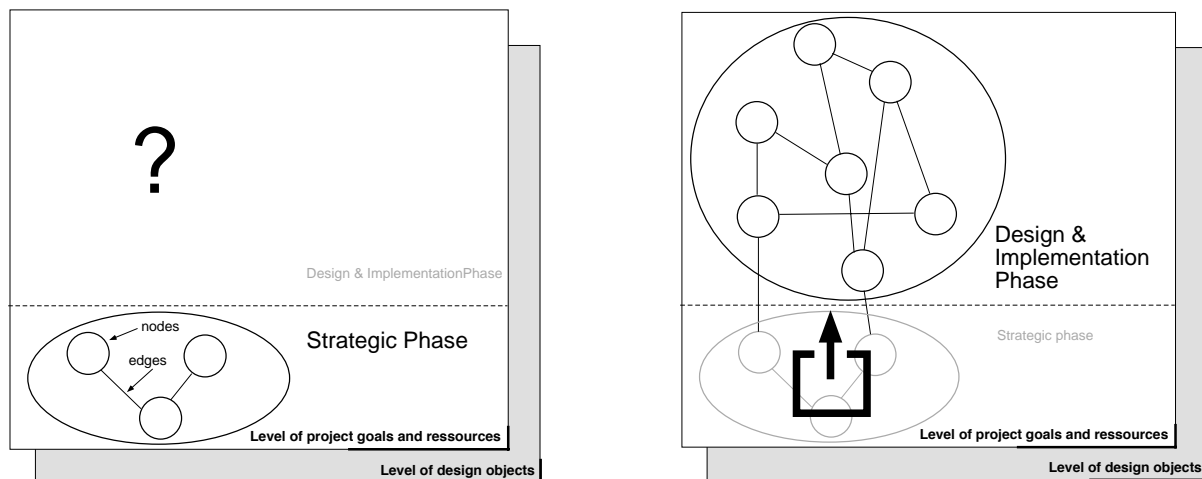 ?
Design & ImplementationPhase
nodes
Strategic Phase
edges
Level of project goals and ressources
Level of design objects
Design &
Implementation
Phase
Strategic phase
Level of project goals and ressources
Level of design objects